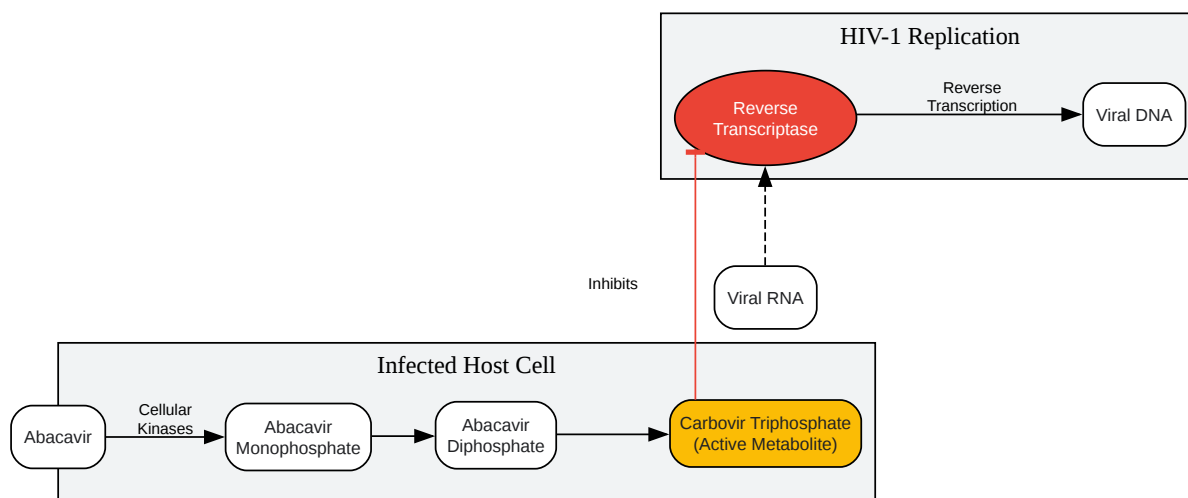 HIV-1 Replication
Reverse
Transcriptase
Reverse
Transcription
Viral DNA
Inhibits
Viral RNA
Infected Host Cell
Abacavir
Cellular
Kinases
Abacavir
Monophosphate
Abacavir
Diphosphate
Carbovir Triphosphate
(Active Metabolite)